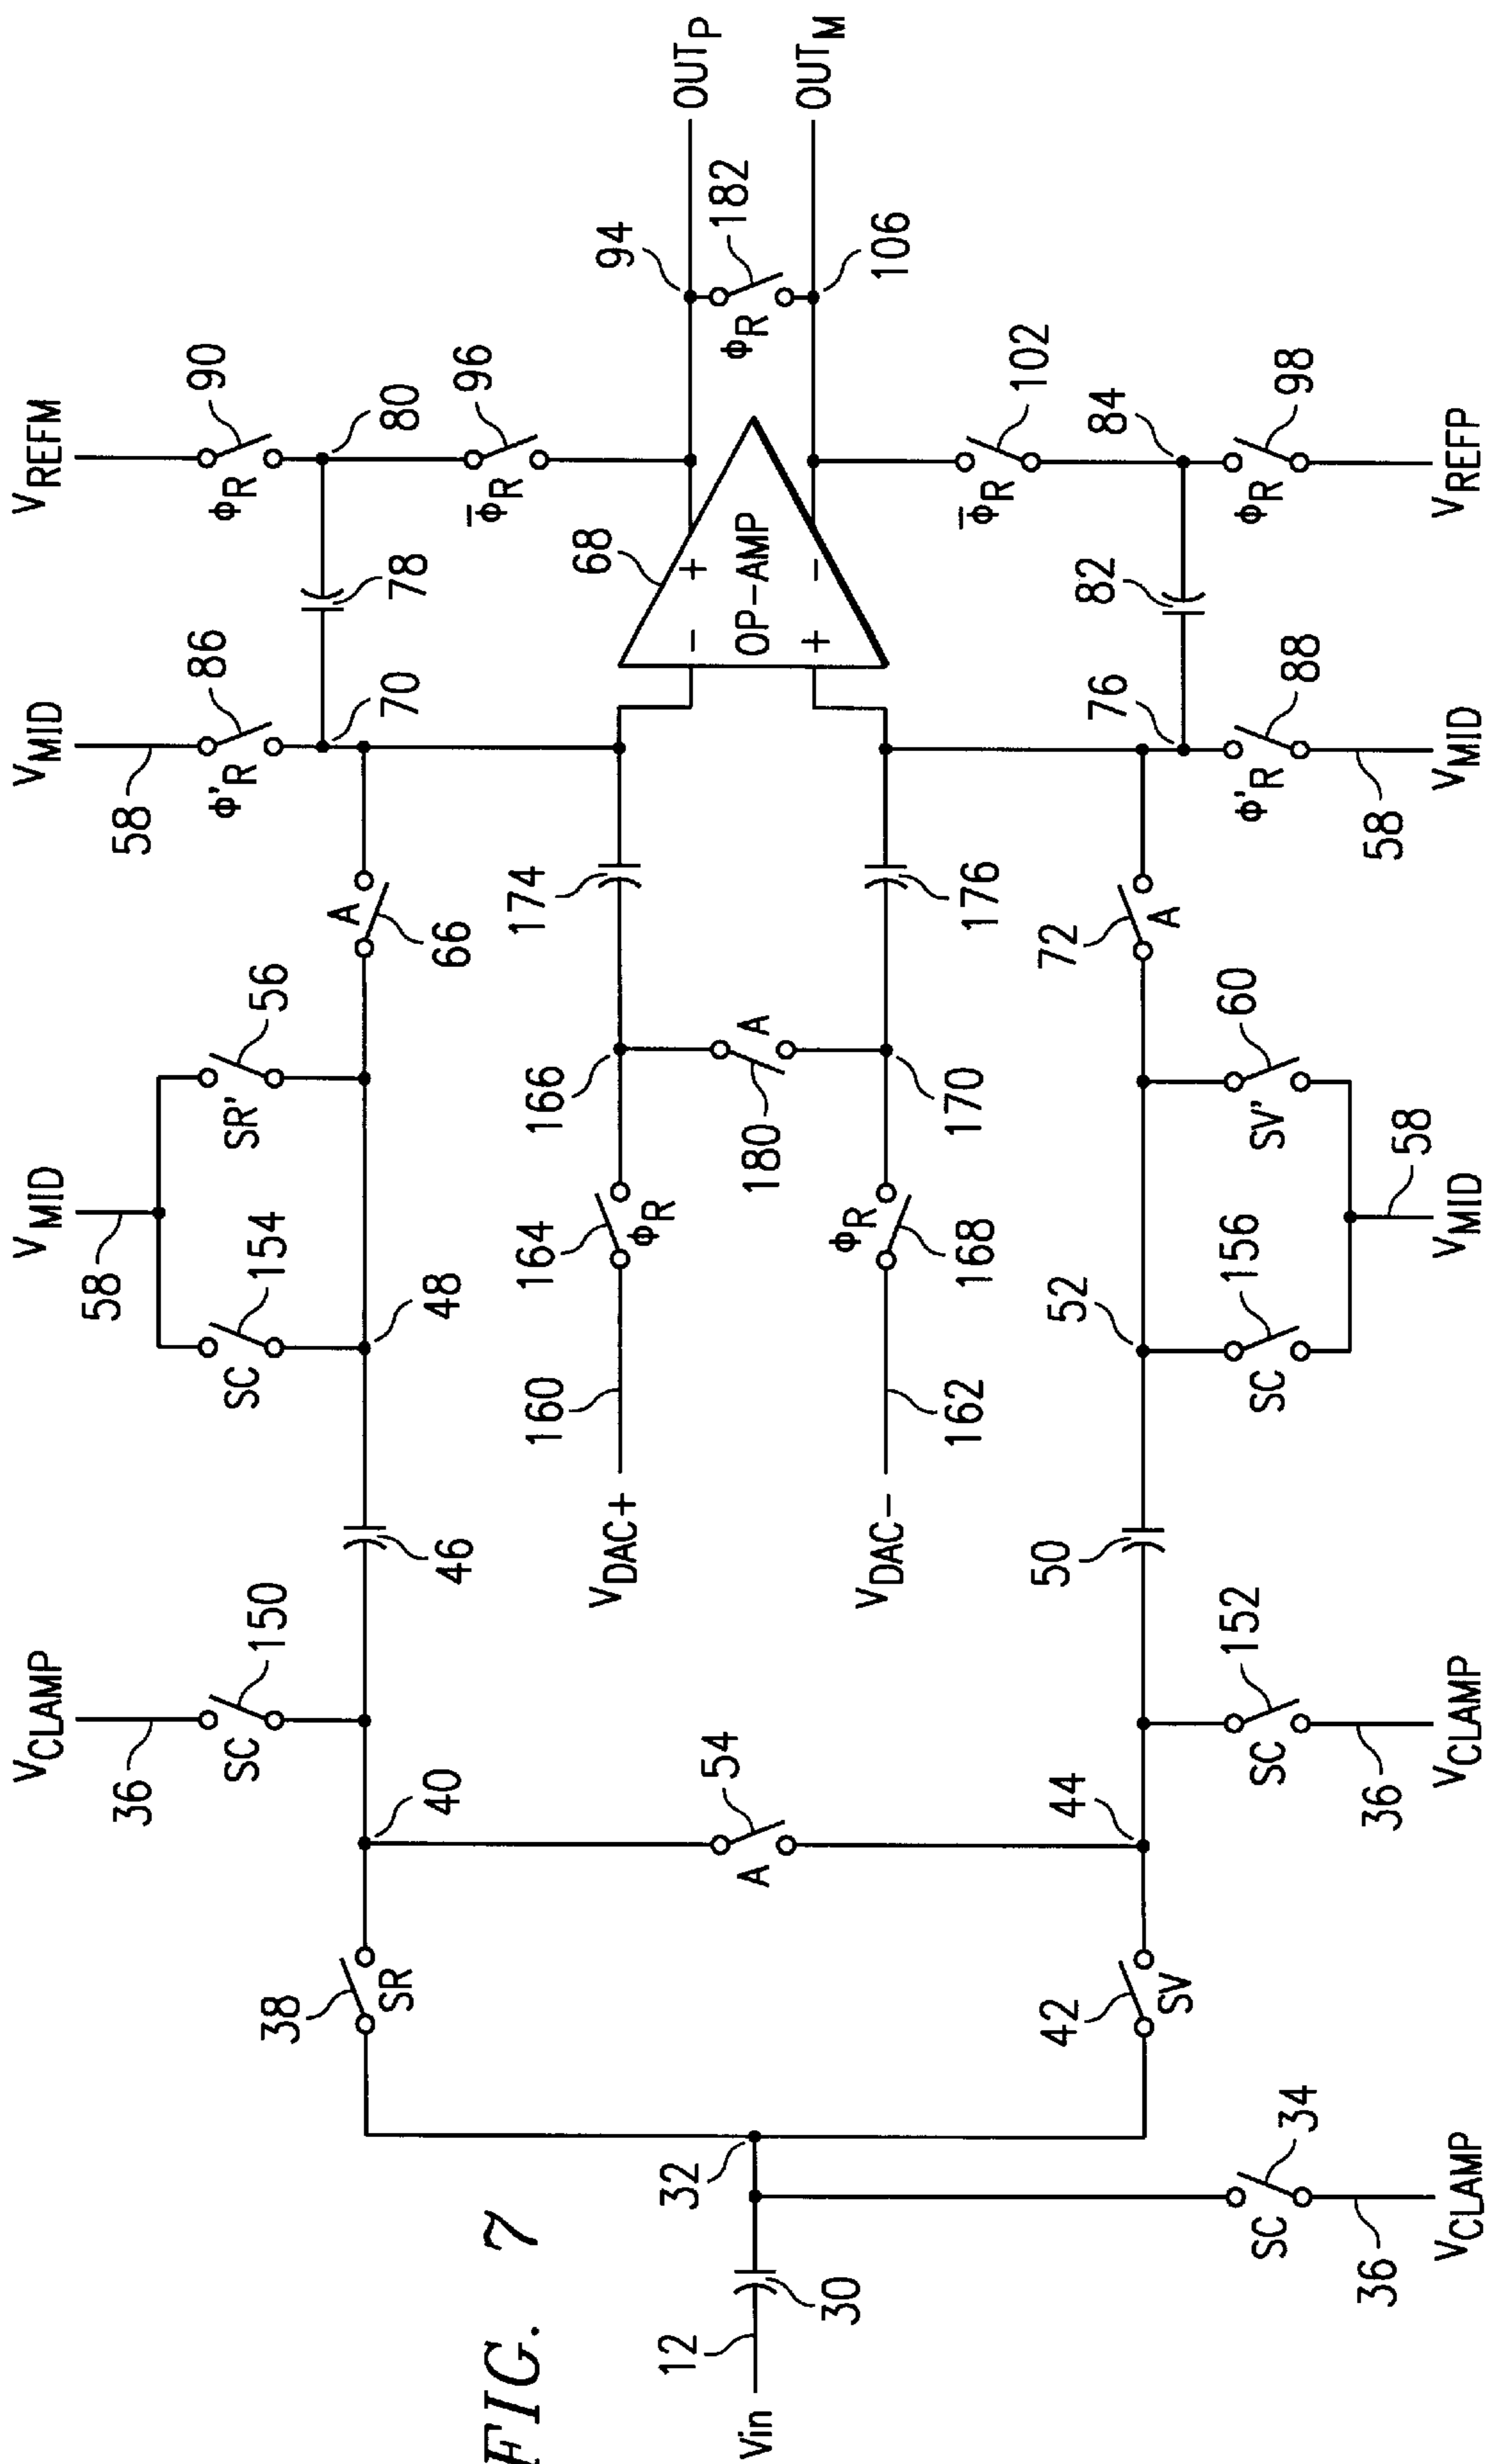 FIG. 7
VREFM
VMID
VMID
VCLAMP
58
86
90
φ'R
φR
70
78
80
96
φ̄R
58
154
SC
56
SR'
48
A
66
36
150
SC
40
46
38
SR
174
68
OP-AMP
- +
+ -
94
OUTP
φR
182
106
OUTM
VDAC+
160
164
φR
166
180
A
VDAC-
162
168
φR
170
176
54
A
Vin
12
30
32
42
SV
44
50
52
72
A
76
82
84
102
φ̄R
34
SC
36
VCLAMP
152
SC
36
VCLAMP
156
SC
60
SV'
58
VMID
88
φ'R
58
VMID
98
φR
VREFP